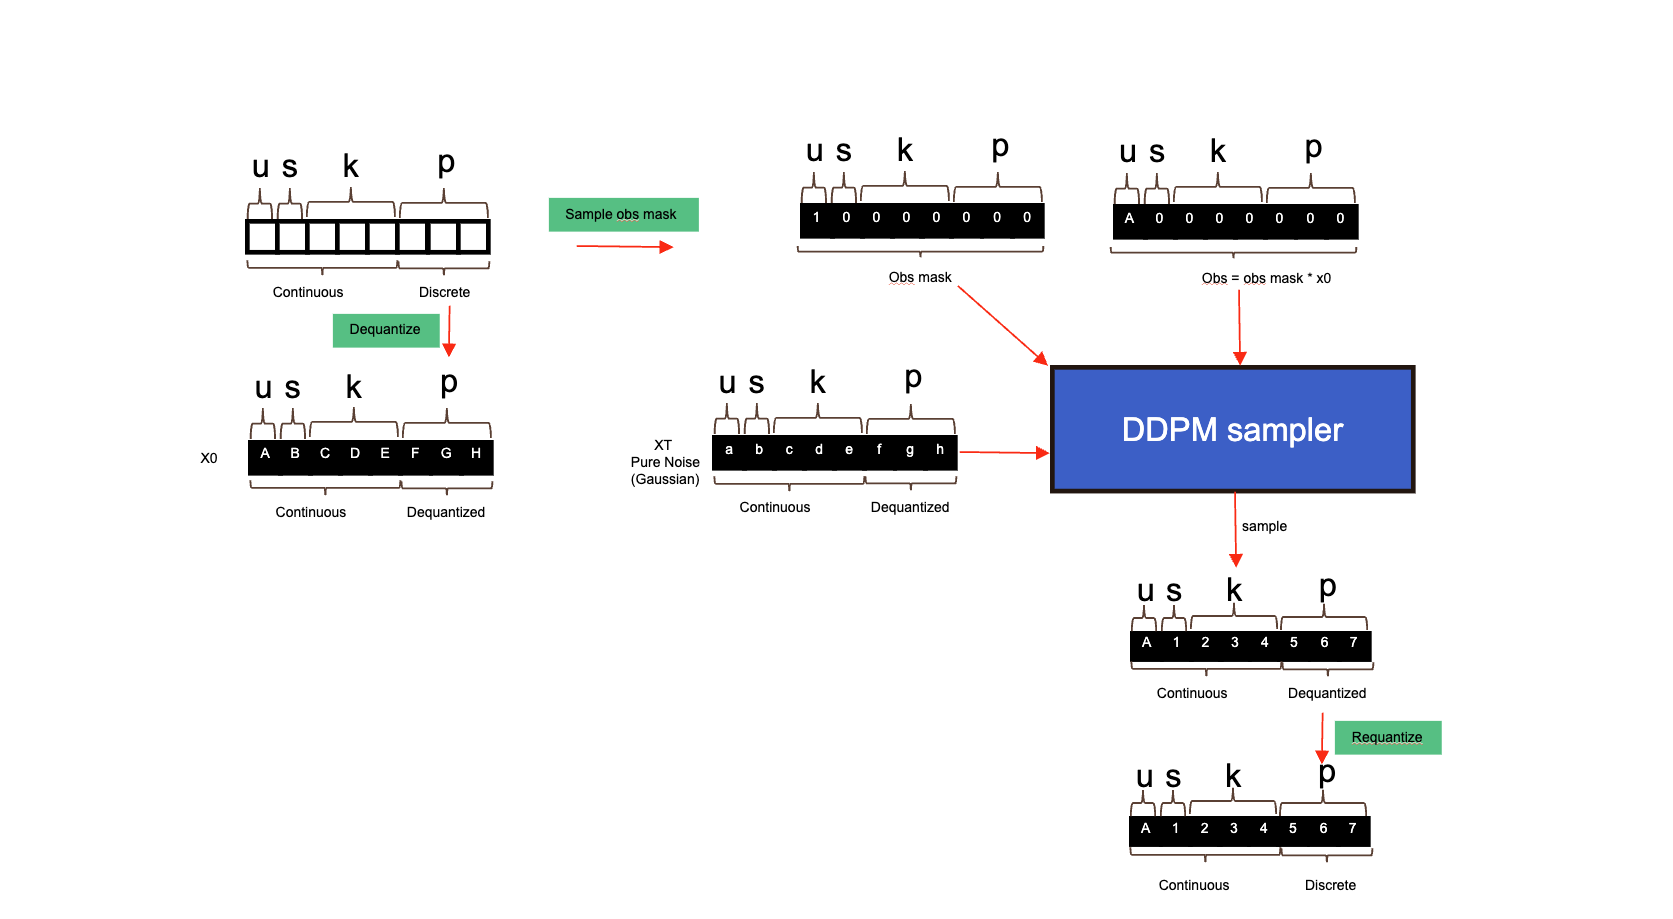 u s k p
Continuous Discrete
Dequantize
u s k p
X0
A B C D E F G H
Continuous Dequantized
Sample obs mask
u s k p
1 0 0 0 0 0 0 0
Obs mask
u s k p
A 0 0 0 0 0 0 0
Obs = obs mask * x0
u s k p
XT
Pure Noise
(Gaussian)
a b c d e f g h
Continuous Dequantized
DDPM sampler
sample
u s k p
A 1 2 3 4 5 6 7
Continuous Dequantized
Requantize
u s k p
A 1 2 3 4 5 6 7
Continuous Discrete